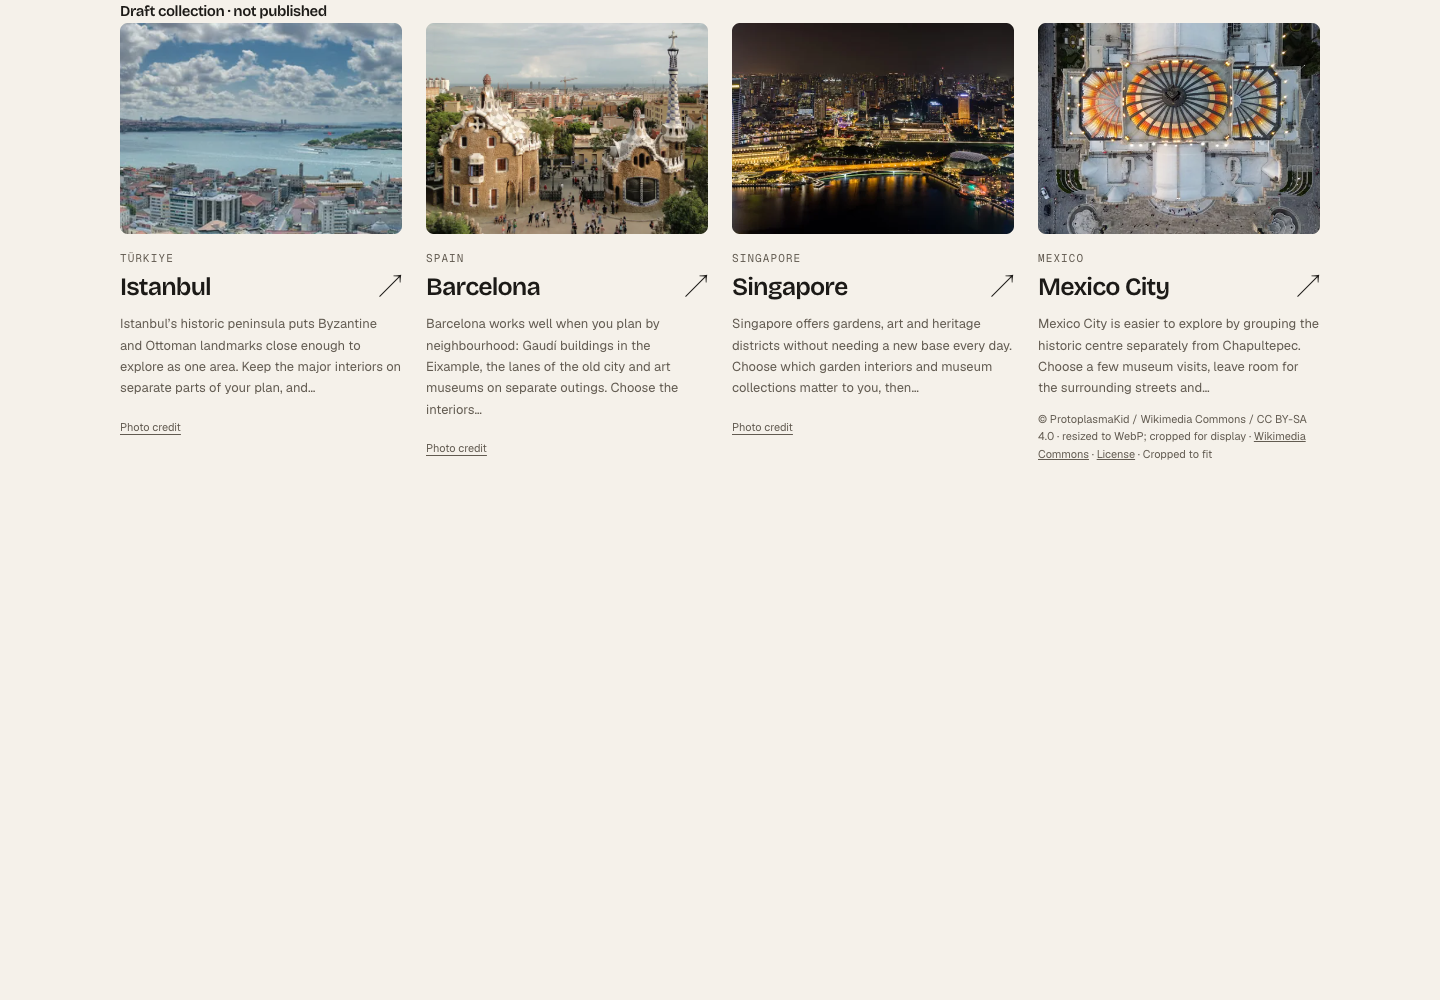 Draft collection · not published
TÜRKIYE
Istanbul
Istanbul’s historic peninsula puts Byzantine
and Ottoman landmarks close enough to
explore as one area. Keep the major interiors on
separate parts of your plan, and…
Photo credit
SPAIN
Barcelona
Barcelona works well when you plan by
neighbourhood: Gaudí buildings in the
Eixample, the lanes of the old city and art
museums on separate outings. Choose the
interiors…
Photo credit
SINGAPORE
Singapore
Singapore offers gardens, art and heritage
districts without needing a new base every day.
Choose which garden interiors and museum
collections matter to you, then…
Photo credit
MEXICO
Mexico City
Mexico City is easier to explore by grouping the
historic centre separately from Chapultepec.
Choose a few museum visits, leave room for
the surrounding streets and…
© ProtoplasmaKid / Wikimedia Commons / CC BY-SA
4.0 · resized to WebP; cropped for display · Wikimedia
Commons · License · Cropped to fit